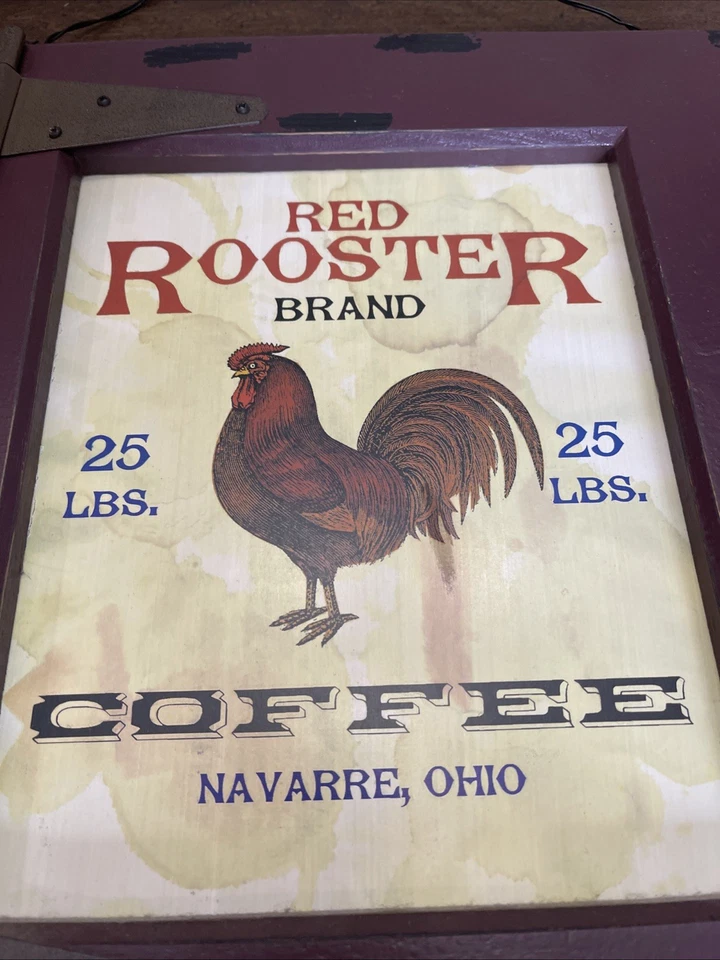 RED
ROOSTER
BRAND
25
LBS.
25
LBS.
COFFEE
NAVARRE, OHIO